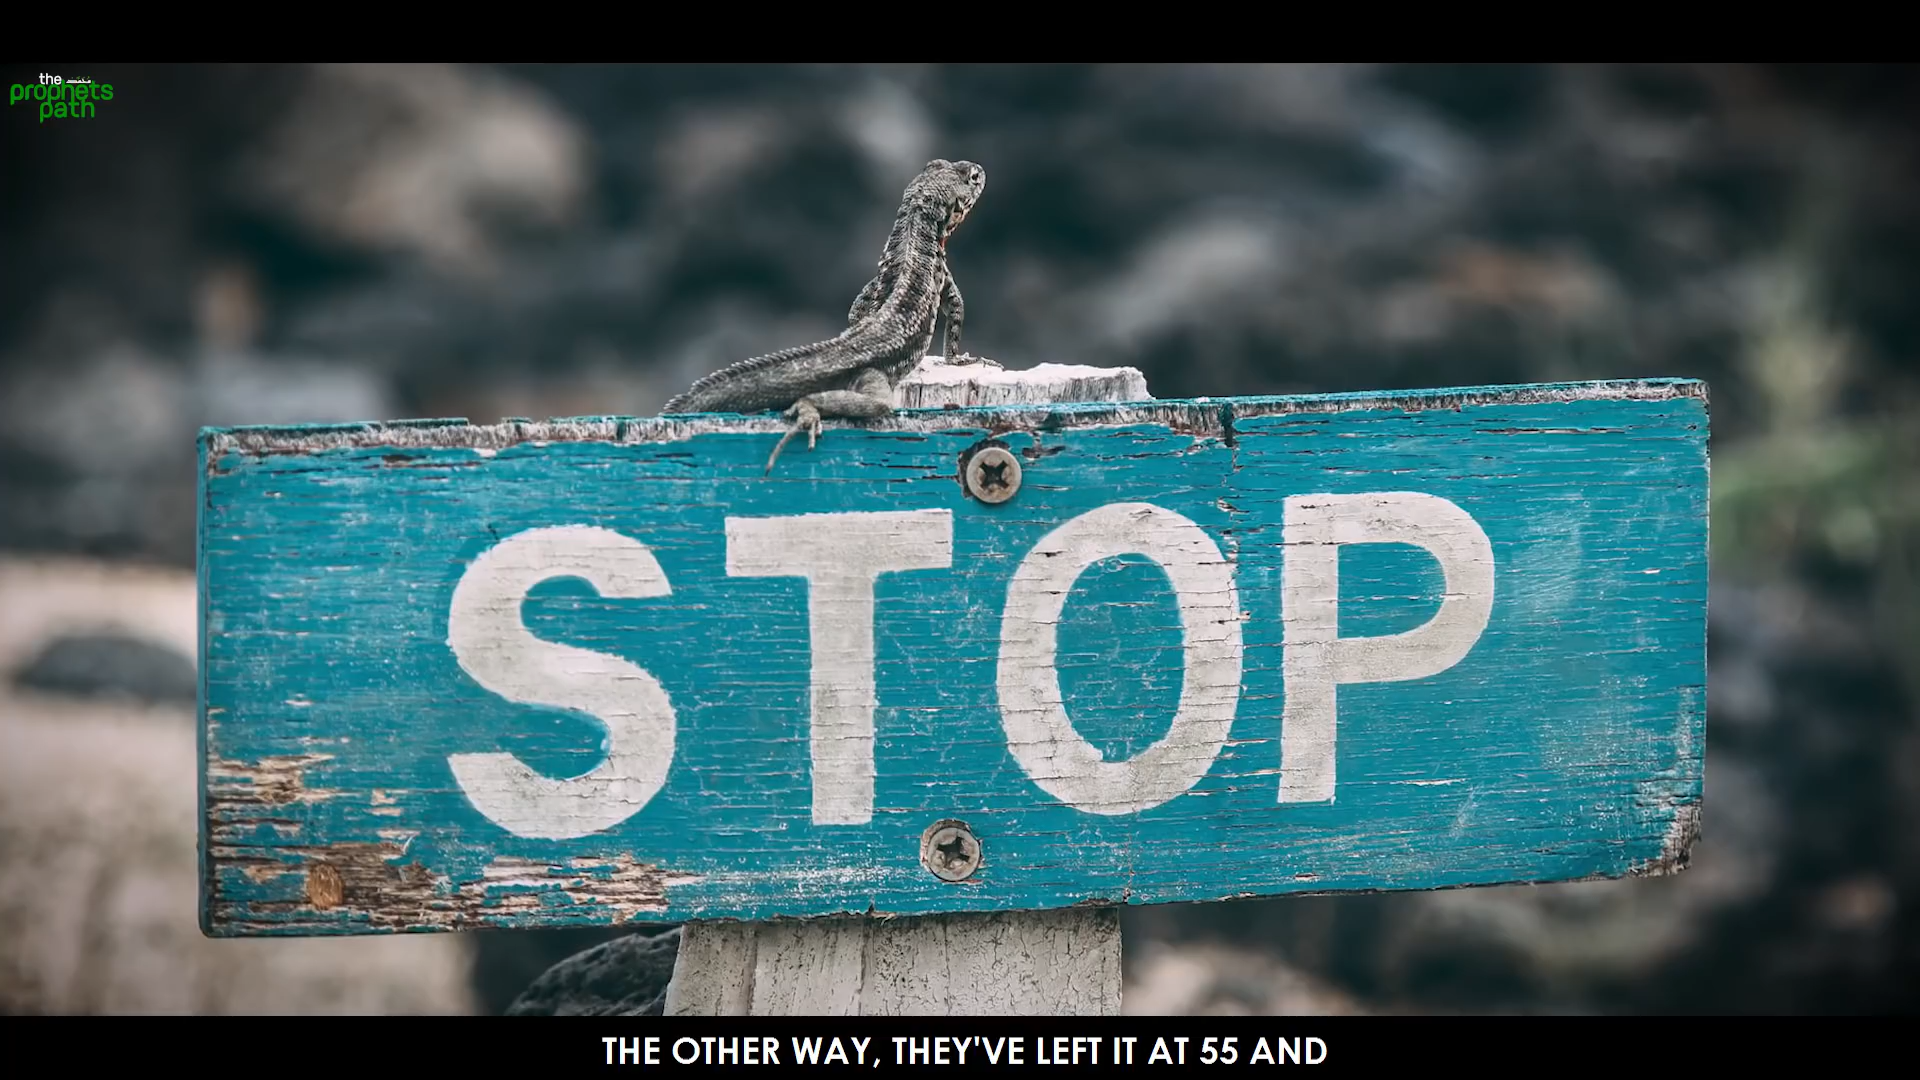 the
prophets
path
STOP
THE OTHER WAY, THEY'VE LEFT IT AT 55 AND